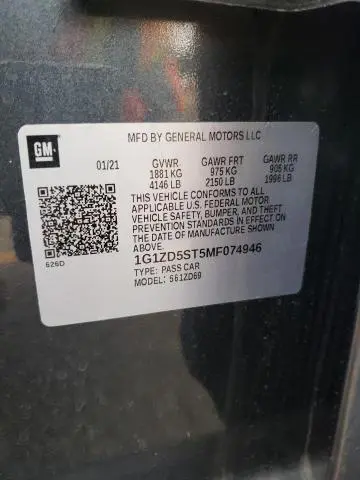 MFD BY GENERAL MOTORS LLC
GM
01/21 GVWR GAWR FRT GAWR RR
1881 KG 975 KG 905 KG
4146 LB 2150 LB 1996 LB
THIS VEHICLE CONFORMS TO ALL
APPLICABLE U.S. FEDERAL MOTOR
VEHICLE SAFETY, BUMPER, AND THEFT
PREVENTION STANDARDS IN EFFECT ON
THE DATE OF MANUFACTURE SHOWN
ABOVE.
626D
1G1ZD5ST5MF074946
TYPE: PASS CAR
MODEL: S61ZD69